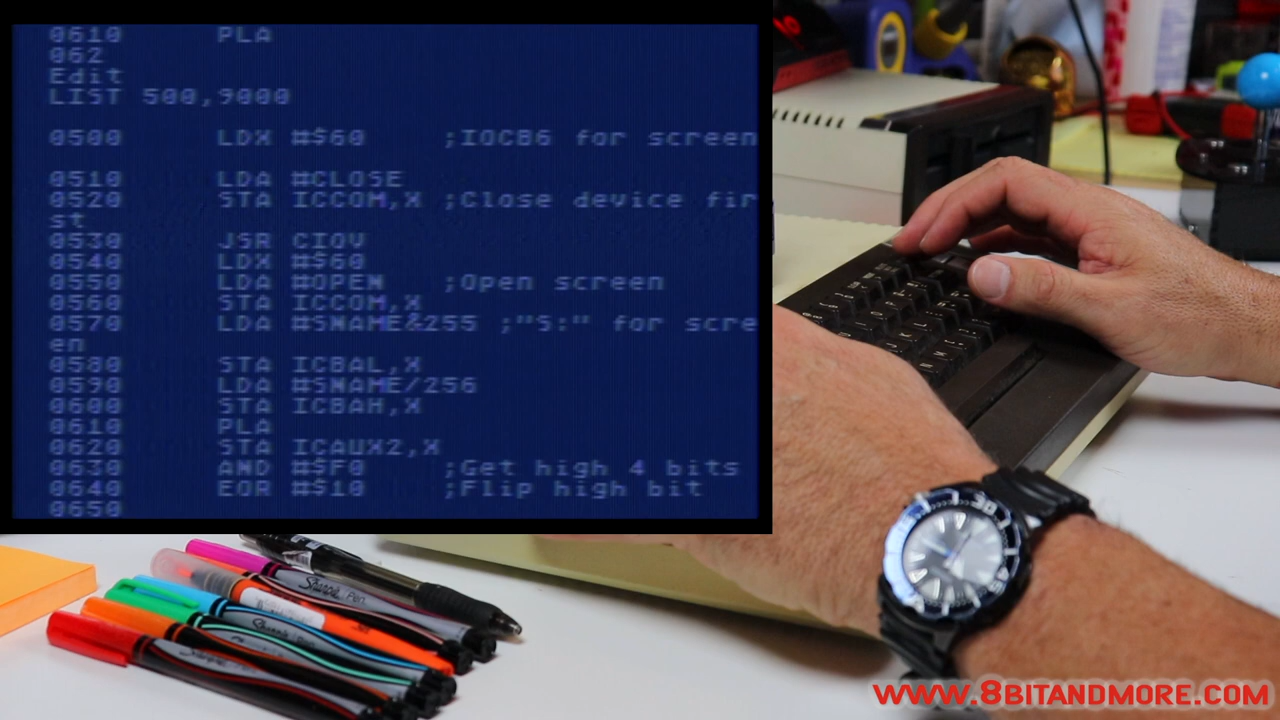 0610 PLA
062
Edit
LIST 500,9000
0500 LDX #$60 ;IOCB6 for screen
0510 LDA #CLOSE
0520 STA ICCOM,X ;Close device fir
st
0530 JSR CIOV
0540 LDX #$60
0550 LDA #OPEN ;Open screen
0560 STA ICCOM,X
0570 LDA #SNAME&255 ;"S:" for scre
en
0580 STA ICBAL,X
0590 LDA #SNAME/256
0600 STA ICBAH,X
0610 PLA
0620 STA ICAUX2,X
0630 AND #$F0 ;Get high 4 bits
0640 EOR #$10 ;Flip high bit
0650
Sharpie Pen
www.8BITANDMORE.COM